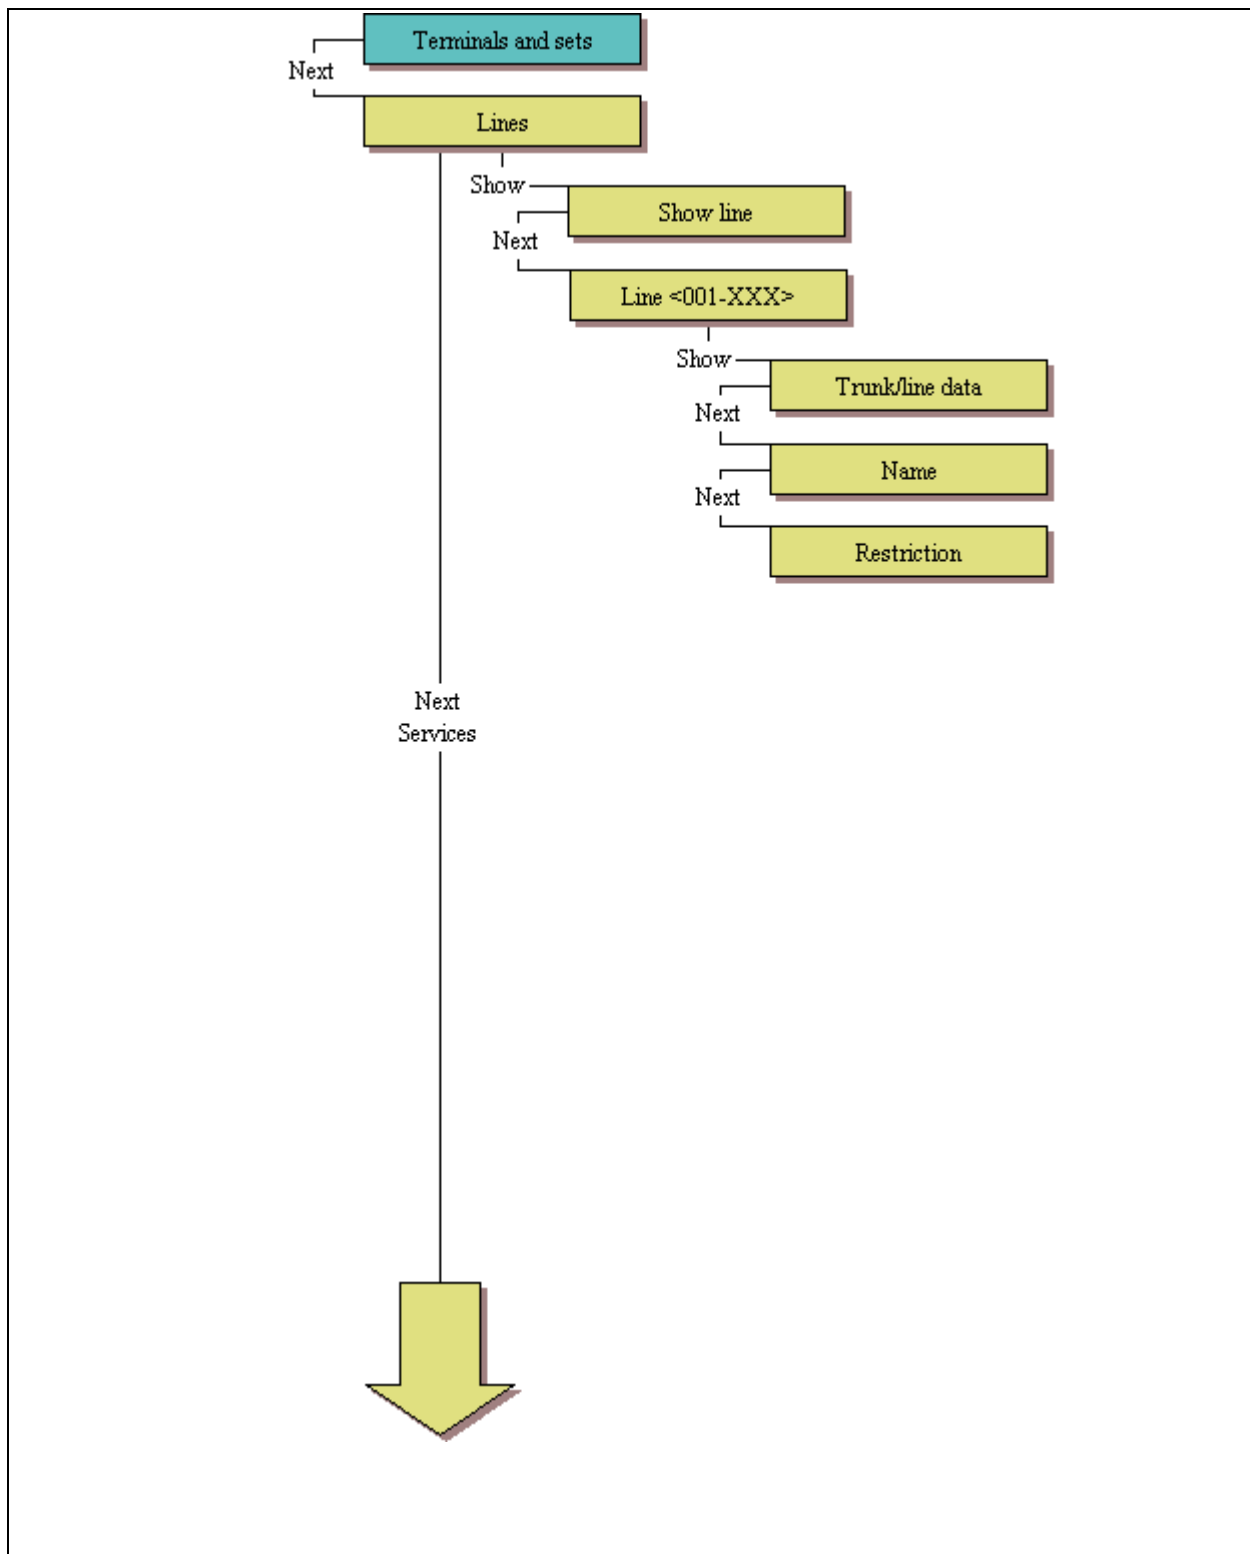 Terminals and sets
Next
Lines
Show
Show line
Next
Line <001-XXX>
Show
Trunk/line data
Next
Name
Next
Restriction
Next
Services